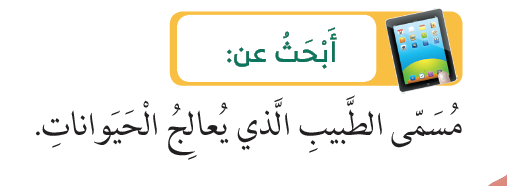 أَبْحَثُ عن:
مُسَمّى الطَّبيبِ الَّذي يُعالِجُ الْحَيَواناتِ.